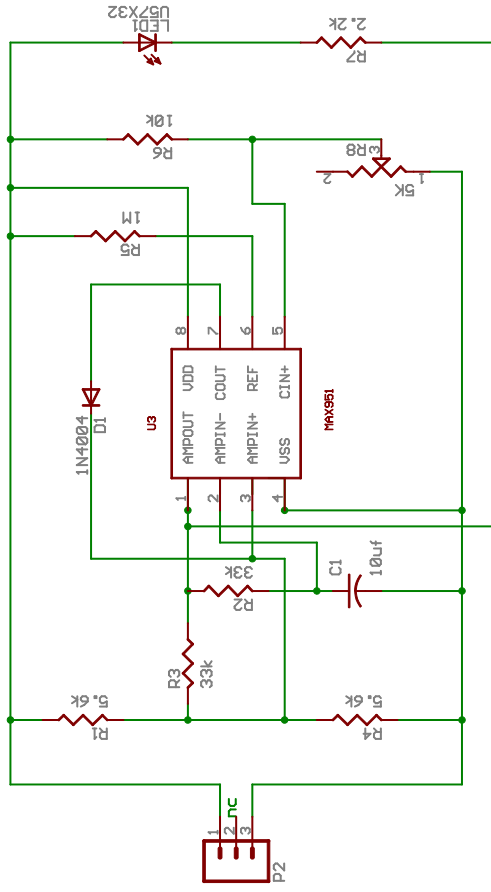 U57X32
LED1
2.2k
R7
10k
R6
R8
3
2
1
5K
1M
R5
8
7
6
5
VDD
COUT
REF
CIN+
1N4004
D1
U3
MAX951
AMPOUT
AMPIN-
AMPIN+
VSS
1
2
3
4
33k
R2
C1
10uf
R3
33k
5.6k
R1
5.6k
R4
nc
1
2
3
P2